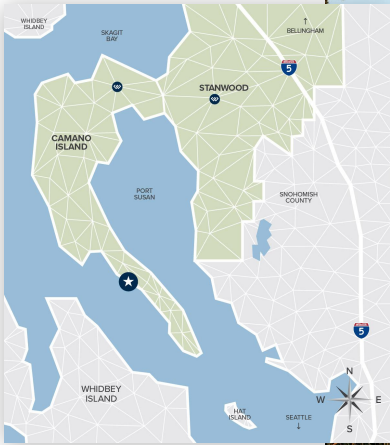 WHIDBEY
ISLAND
SKAGIT
BAY
↑
BELLINGHAM
5
STANWOOD
CAMANO
ISLAND
PORT
SUSAN
SNOHOMISH
COUNTY
5
N
W E
S
WHIDBEY
ISLAND
HAT
ISLAND
SEATTLE
↓